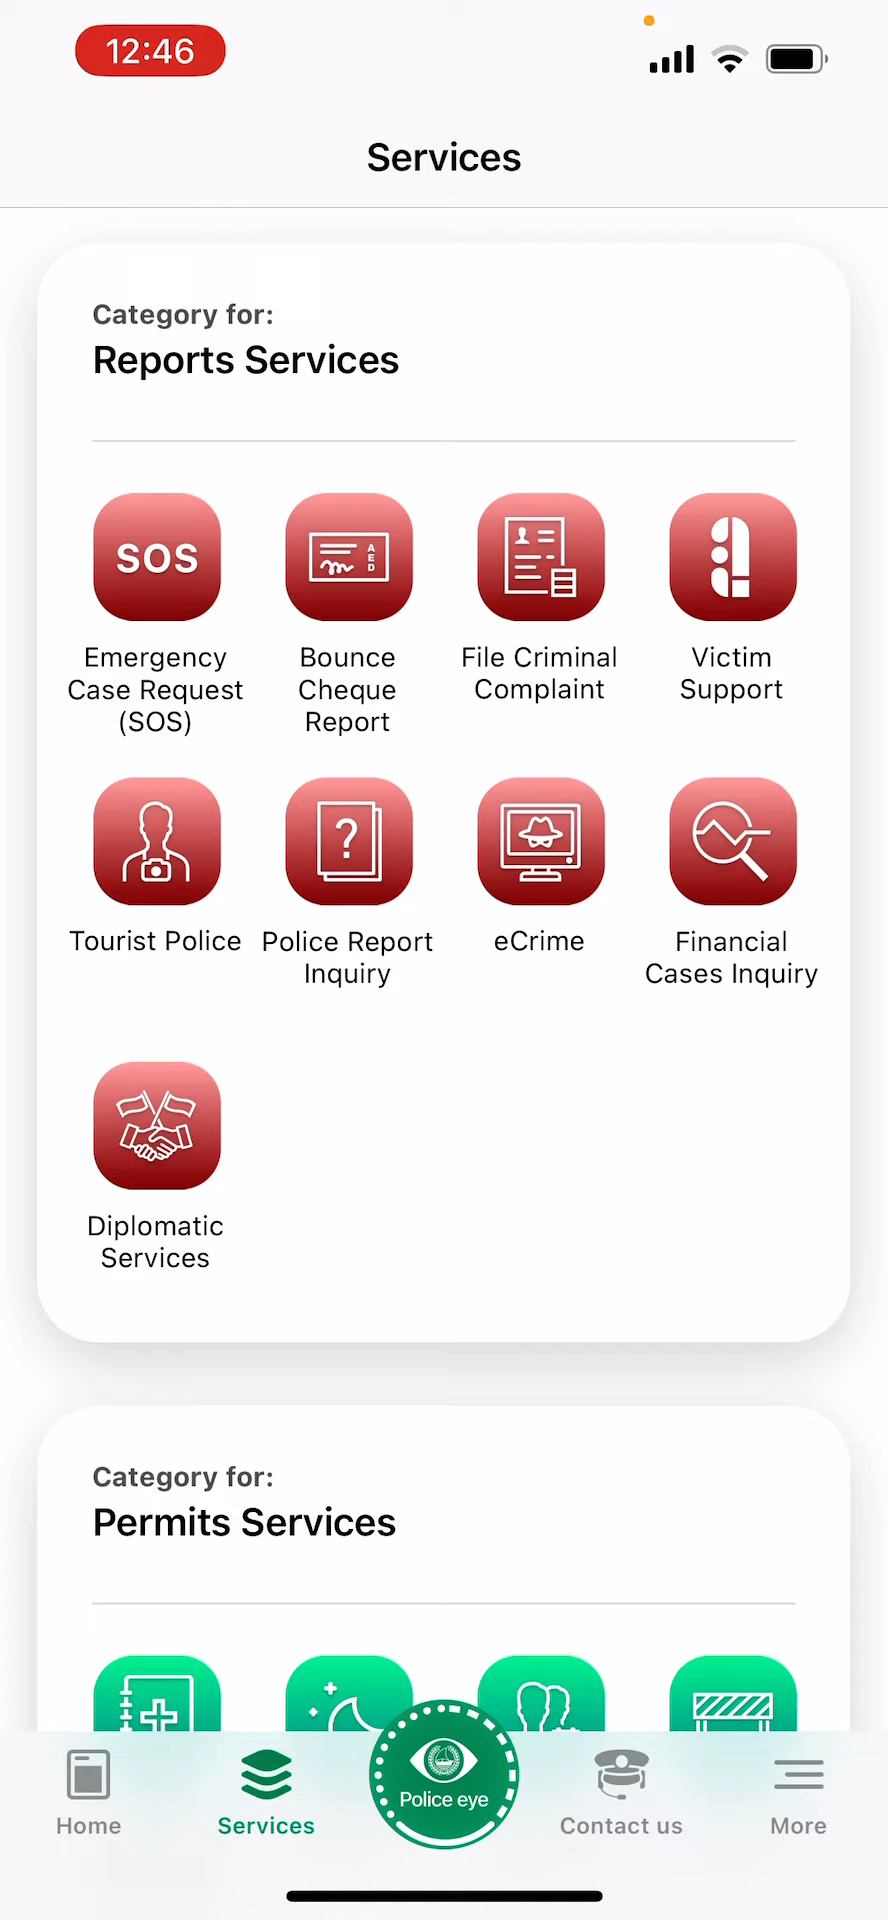 12:46
Services
Category for:
Reports Services
SOS
Emergency
Case Request
(SOS)
AED
Bounce
Cheque
Report
File Criminal
Complaint
Victim
Support
Tourist Police
?
Police Report
Inquiry
eCrime
Financial
Cases Inquiry
Diplomatic
Services
Category for:
Permits Services
Home
Services
Police eye
Contact us
More